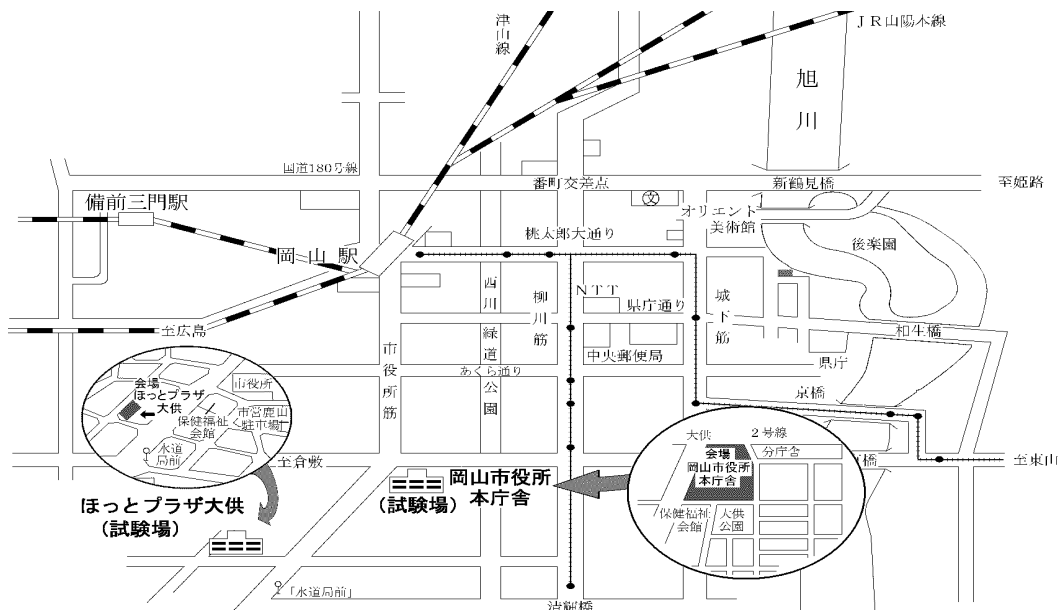 津山線
JR山陽本線
旭川
国道180号線
番町交差点
新鶴見橋
至姫路
備前三門駅
文
オリエント
美術館
桃太郎大通り
後楽園
岡山駅
西川
緑道
公園
柳川筋
NTT
県庁通り
城下筋
至広島
相生橋
市役所筋
中央郵便局
県庁
あくら通り
京橋
市役所
会場
ほっとプラザ
大供
保健福祉
会館
市営鹿田
駐車場
水道
局前
大供
2号線
会場
分庁舎
岡山市役所
本庁舎
保健福祉
会館
大供
公園
橋
至東山
至倉敷
(試験場)
岡山市役所
本庁舎
ほっとプラザ大供
(試験場)
「水道局前」